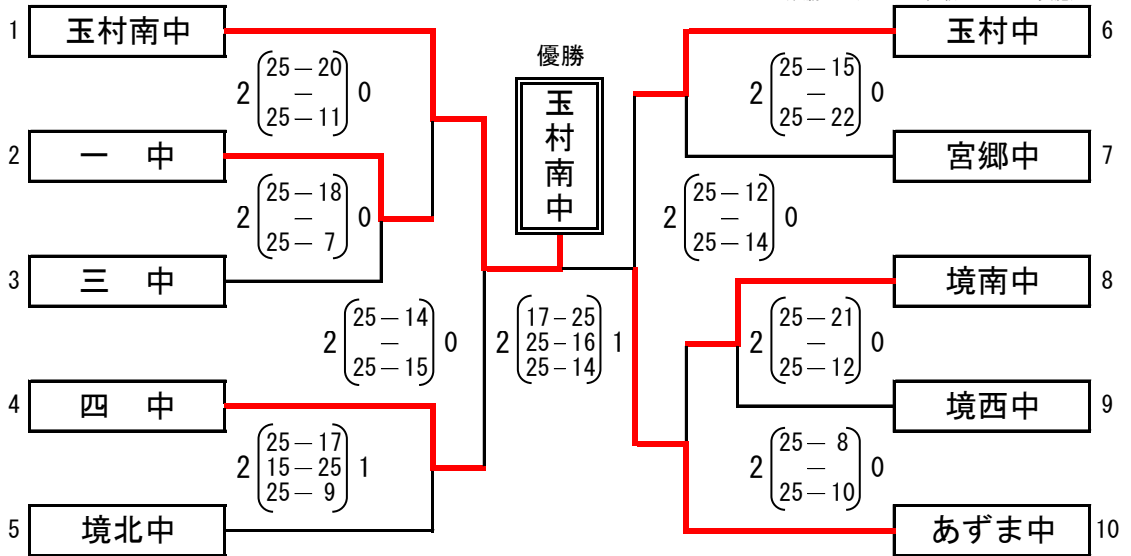 1 玉村南中
2 25－20 0
－
25－11
2 一　中
2 25－18 0
－
25－ 7
3 三　中
2 25－14 0
－
25－15
4 四　中
2 25－17 1
15－25
25－ 9
5 境北中
優勝
玉村南中
2 17－25 1
25－16
25－14
玉村中 6
2 25－15 0
－
25－22
宮郷中 7
2 25－12 0
－
25－14
境南中 8
2 25－21 0
－
25－12
境西中 9
2 25－ 8 0
－
25－10
あずま中 10